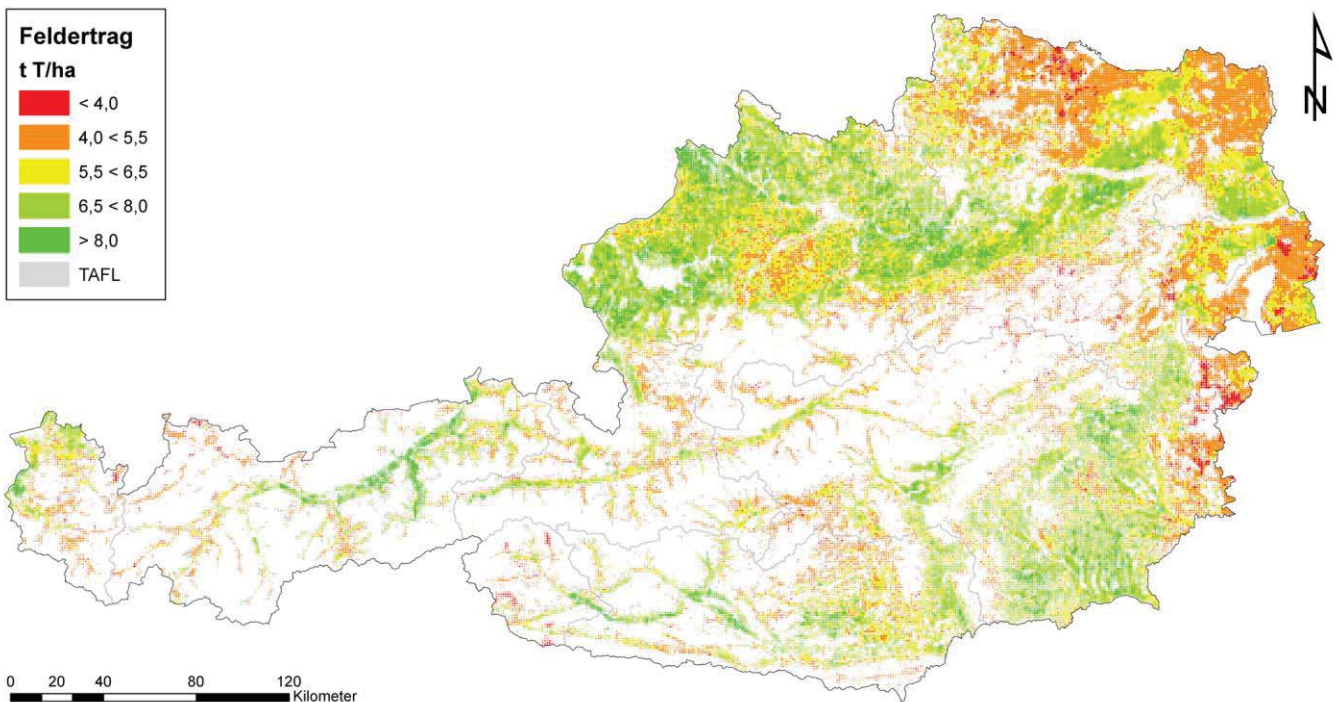 Feldertrag
t T/ha
< 4,0
4,0 < 5,5
5,5 < 6,5
6,5 < 8,0
> 8,0
TAFL
N
0 20 40 80 120
Kilometer